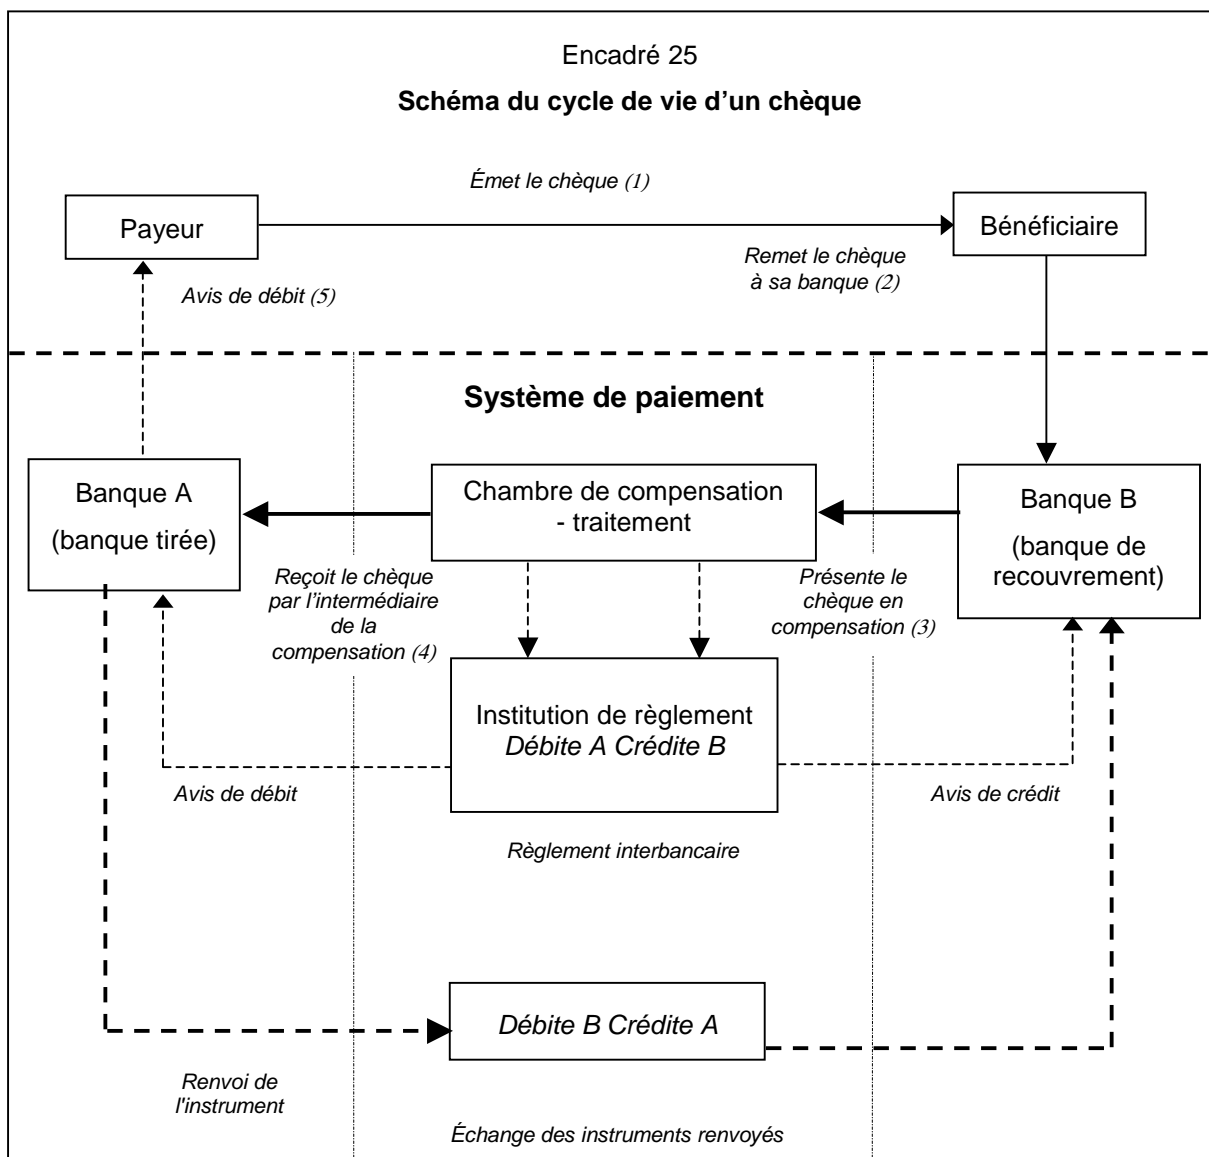 Encadré 25
Schéma du cycle de vie d’un chèque
Émet le chèque (1)
Payeur
Bénéficiaire
Remet le chèque
à sa banque (2)
Avis de débit (5)
Système de paiement
Banque A
(banque tirée)
Chambre de compensation
- traitement
Banque B
(banque de
recouvrement)
Reçoit le chèque
par l’intermédiaire
de la
compensation (4)
Présente le
chèque en
compensation (3)
Institution de règlement
Débite A Crédite B
Avis de débit
Avis de crédit
Règlement interbancaire
Débite B Crédite A
Renvoi de
l'instrument
Échange des instruments renvoyés